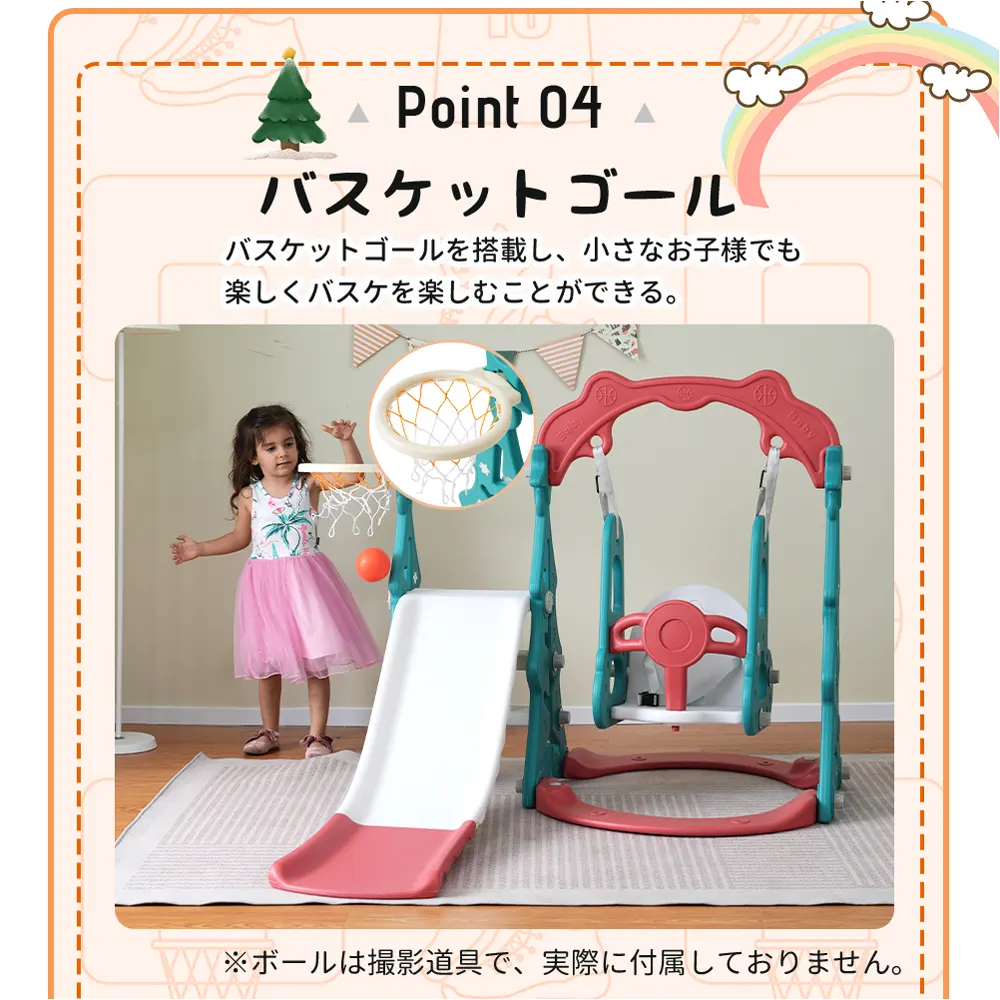 Point 04
バスケットゴール
バスケットゴールを搭載し、小さなお子様でも
楽しくバスケを楽しむことができる。
Baby
Baby
※ボールは撮影道具で、実際に付属しておりません。